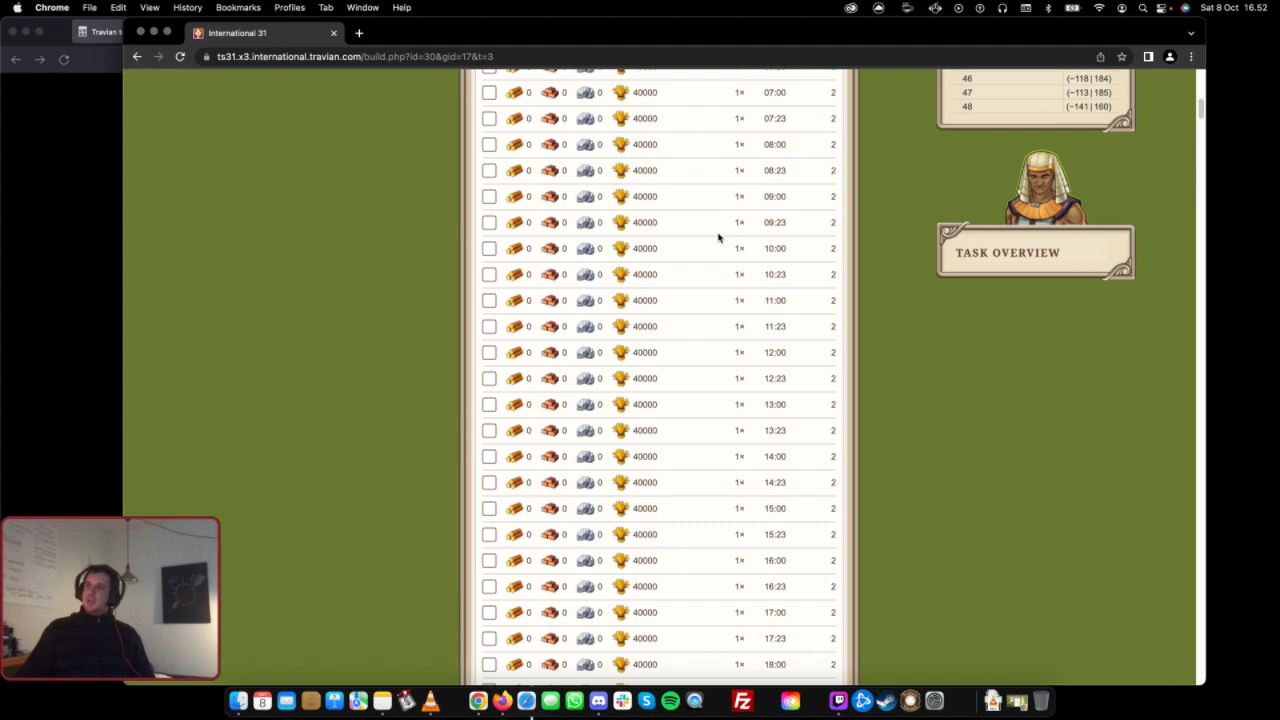 Chrome File Edit View History Bookmarks Profiles Tab Window Help Sat 8 Oct 16.52
Travian t
International 31
ts31.x3.international.travian.com/build.php?id=30&gid=17&t=3
46 (−118|184)
47 (−113|185)
48 (−141|160)
TASK OVERVIEW
0 0 0 40000 1× 07:00 2
0 0 0 40000 1× 07:23 2
0 0 0 40000 1× 08:00 2
0 0 0 40000 1× 08:23 2
0 0 0 40000 1× 09:00 2
0 0 0 40000 1× 09:23 2
0 0 0 40000 1× 10:00 2
0 0 0 40000 1× 10:23 2
0 0 0 40000 1× 11:00 2
0 0 0 40000 1× 11:23 2
0 0 0 40000 1× 12:00 2
0 0 0 40000 1× 12:23 2
0 0 0 40000 1× 13:00 2
0 0 0 40000 1× 13:23 2
0 0 0 40000 1× 14:00 2
0 0 0 40000 1× 14:23 2
0 0 0 40000 1× 15:00 2
0 0 0 40000 1× 15:23 2
0 0 0 40000 1× 16:00 2
0 0 0 40000 1× 16:23 2
0 0 0 40000 1× 17:00 2
0 0 0 40000 1× 17:23 2
0 0 0 40000 1× 18:00 2
8